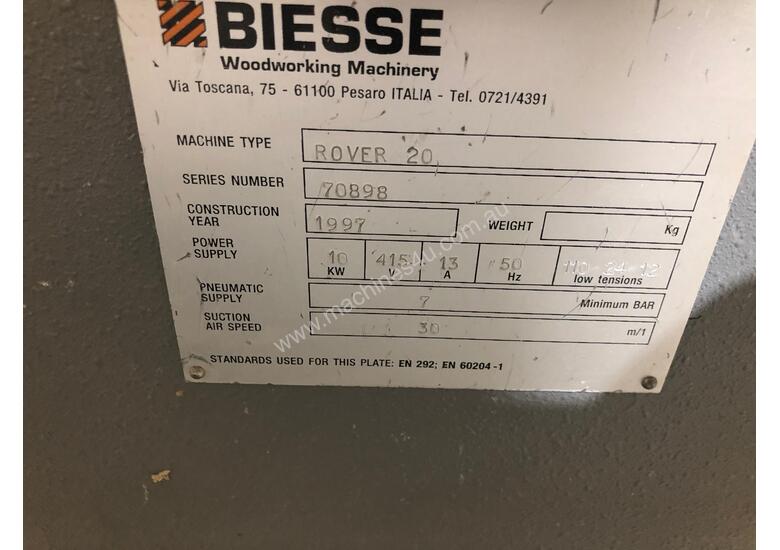 BIESSE
Woodworking Machinery
Via Toscana, 75 - 61100 Pesaro ITALIA - Tel. 0721/4391
MACHINE TYPE ROVER 20
SERIES NUMBER 70898
CONSTRUCTION YEAR 1997 WEIGHT Kg
POWER SUPPLY 10 KW 415 V 13 A 50 Hz 110-24-12 low tensions
PNEUMATIC SUPPLY 7 Minimum BAR
SUCTION AIR SPEED 30 m/1
STANDARDS USED FOR THIS PLATE: EN 292; EN 60204-1
www.machines4u.com.au